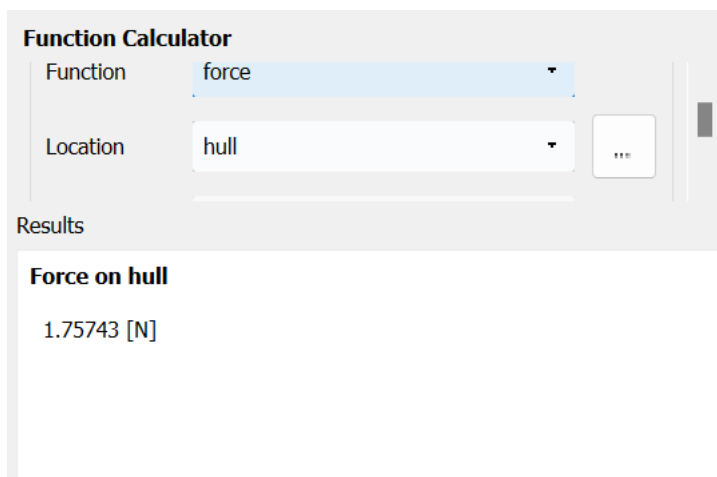 Function Calculator
Function force
Location hull ...
Results
Force on hull
1.75743 [N]